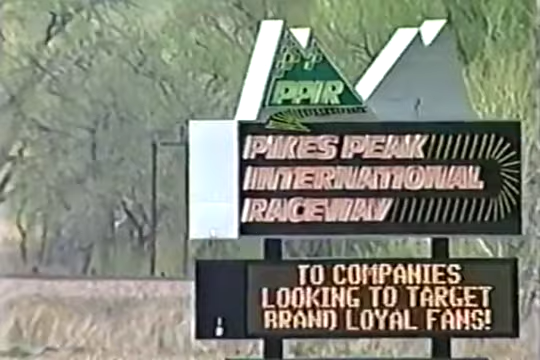 PPIR
PIKES PEAK
INTERNATIONAL
RACEWAY
TO COMPANIES
LOOKING TO TARGET
BRAND LOYAL FANS!